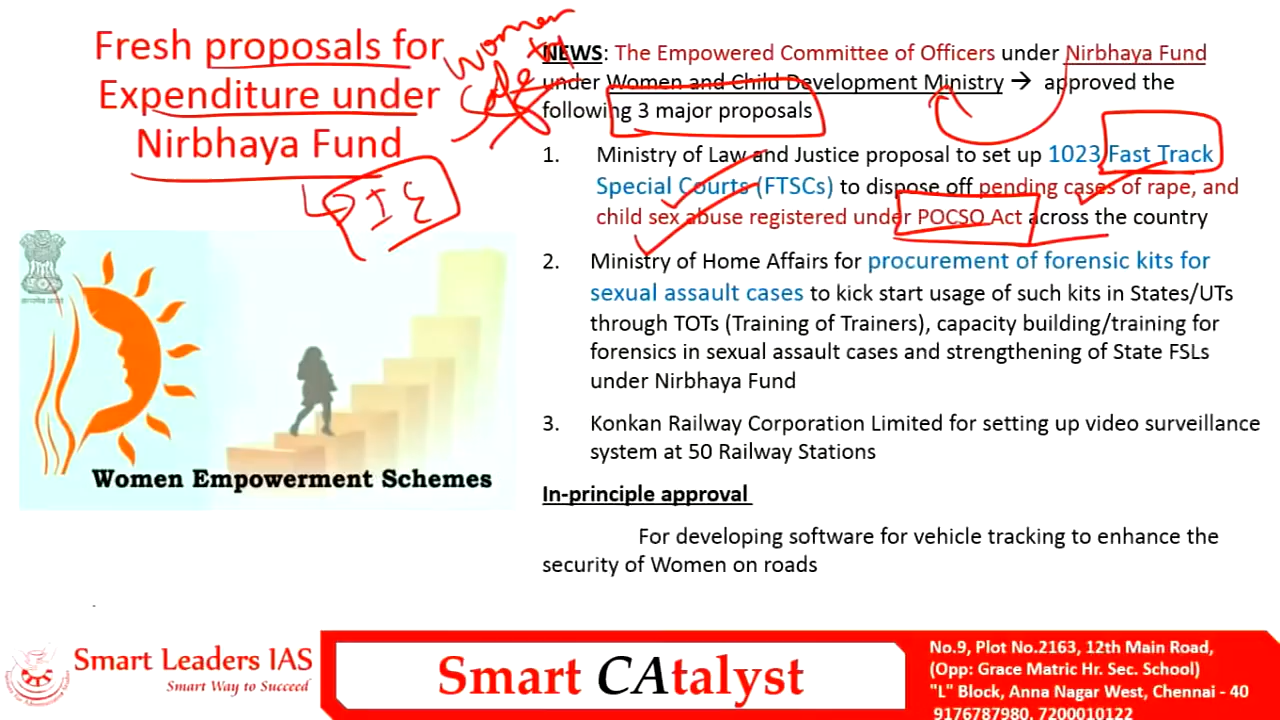 Fresh proposals for
Expenditure under
Nirbhaya Fund
Women
Safety
IE
NEWS: The Empowered Committee of Officers under Nirbhaya Fund
under Women and Child Development Ministry → approved the
following 3 major proposals
1. Ministry of Law and Justice proposal to set up 1023 Fast Track
Special Courts (FTSCs) to dispose off pending cases of rape, and
child sex abuse registered under POCSO Act across the country
2. Ministry of Home Affairs for procurement of forensic kits for
sexual assault cases to kick start usage of such kits in States/UTs
through TOTs (Training of Trainers), capacity building/training for
forensics in sexual assault cases and strengthening of State FSLs
under Nirbhaya Fund
3. Konkan Railway Corporation Limited for setting up video surveillance
system at 50 Railway Stations
In-principle approval
For developing software for vehicle tracking to enhance the
security of Women on roads
Women Empowerment Schemes
Smart Leaders IAS
Smart Way to Succeed
Smart CAtalyst
No.9, Plot No.2163, 12th Main Road,
(Opp: Grace Matric Hr. Sec. School)
"L" Block, Anna Nagar West, Chennai - 40
9176787980, 7200010122